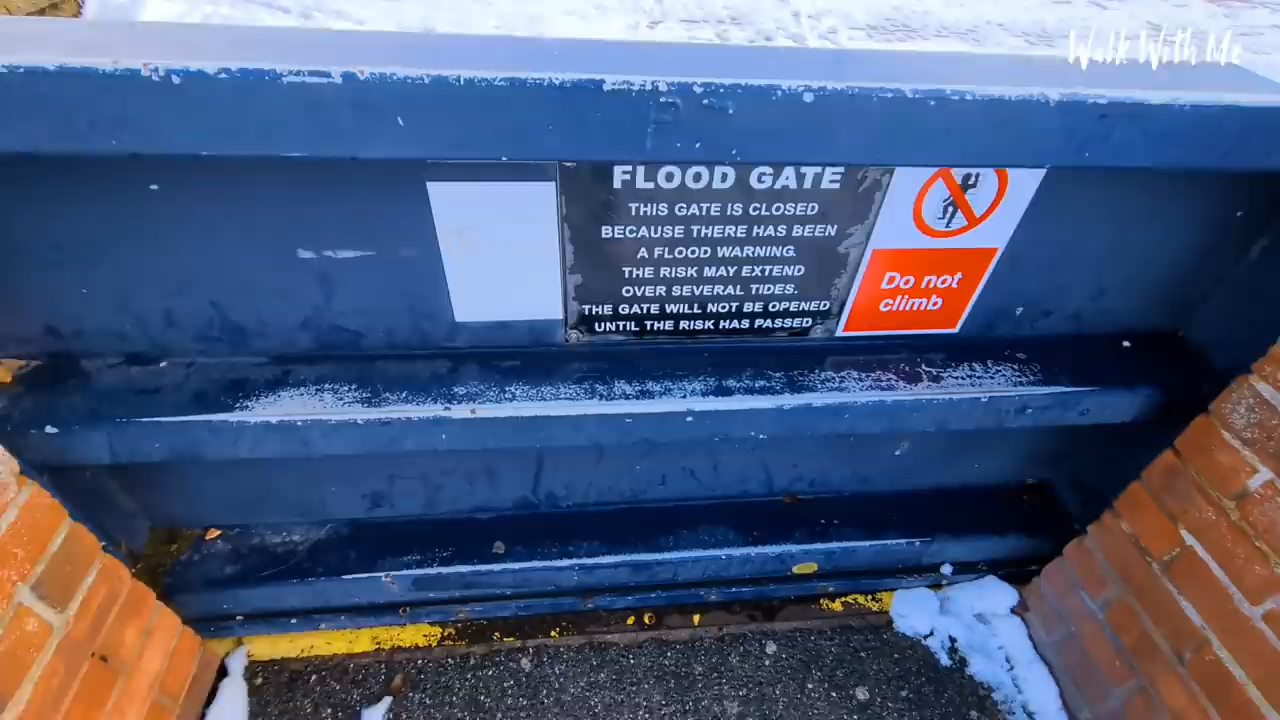 Walk With Me
FLOOD GATE
THIS GATE IS CLOSED
BECAUSE THERE HAS BEEN
A FLOOD WARNING.
THE RISK MAY EXTEND
OVER SEVERAL TIDES.
THE GATE WILL NOT BE OPENED
UNTIL THE RISK HAS PASSED
Do not
climb